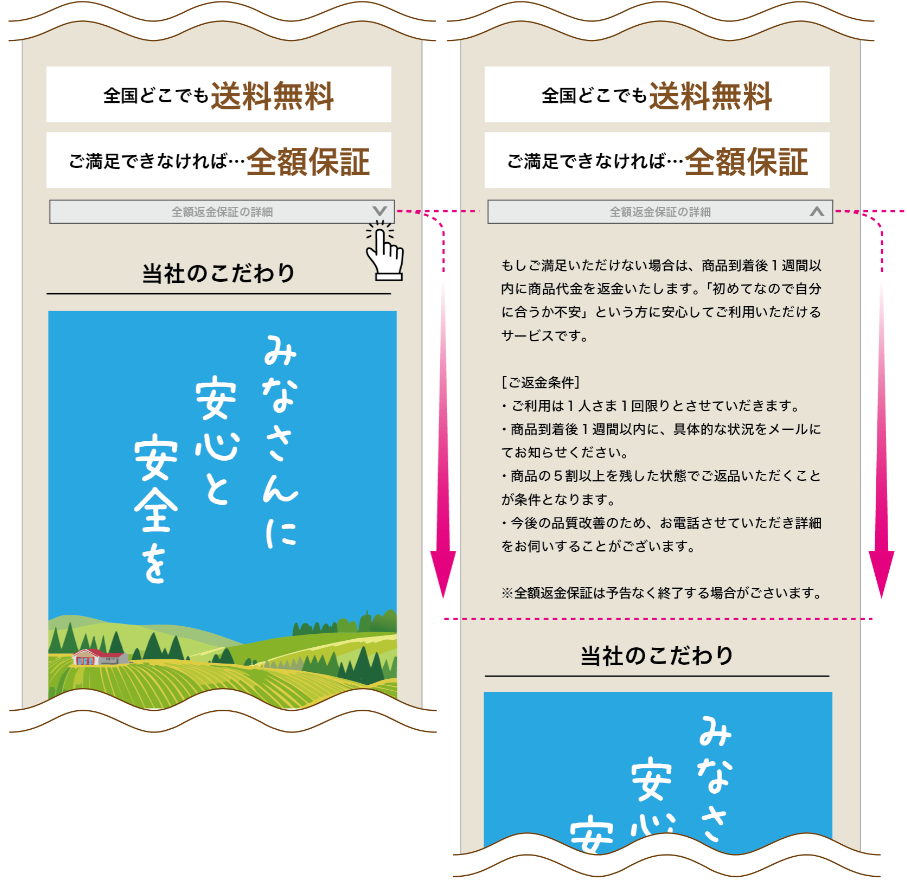 全国どこでも送料無料
ご満足できなければ…全額保証
全額返金保証の詳細
当社のこだわり
みなさんに
安心と
安全を
全国どこでも送料無料
ご満足できなければ…全額保証
全額返金保証の詳細
もしご満足いただけない場合は、商品到着後１週間以
内に商品代金を返金いたします。「初めてなので自分
に合うか不安」という方に安心してご利用いただける
サービスです。
［ご返金条件］
・ご利用は１人さま１回限りとさせていだきます。
・商品到着後１週間以内に、具体的な状況をメールに
てお知らせください。
・商品の５割以上を残した状態でご返品いただくこと
が条件となります。
・今後の品質改善のため、お電話させていただき詳細
をお伺いすることがございます。
※全額返金保証は予告なく終了する場合がごさいます。
当社のこだわり
みなさ
安心
安